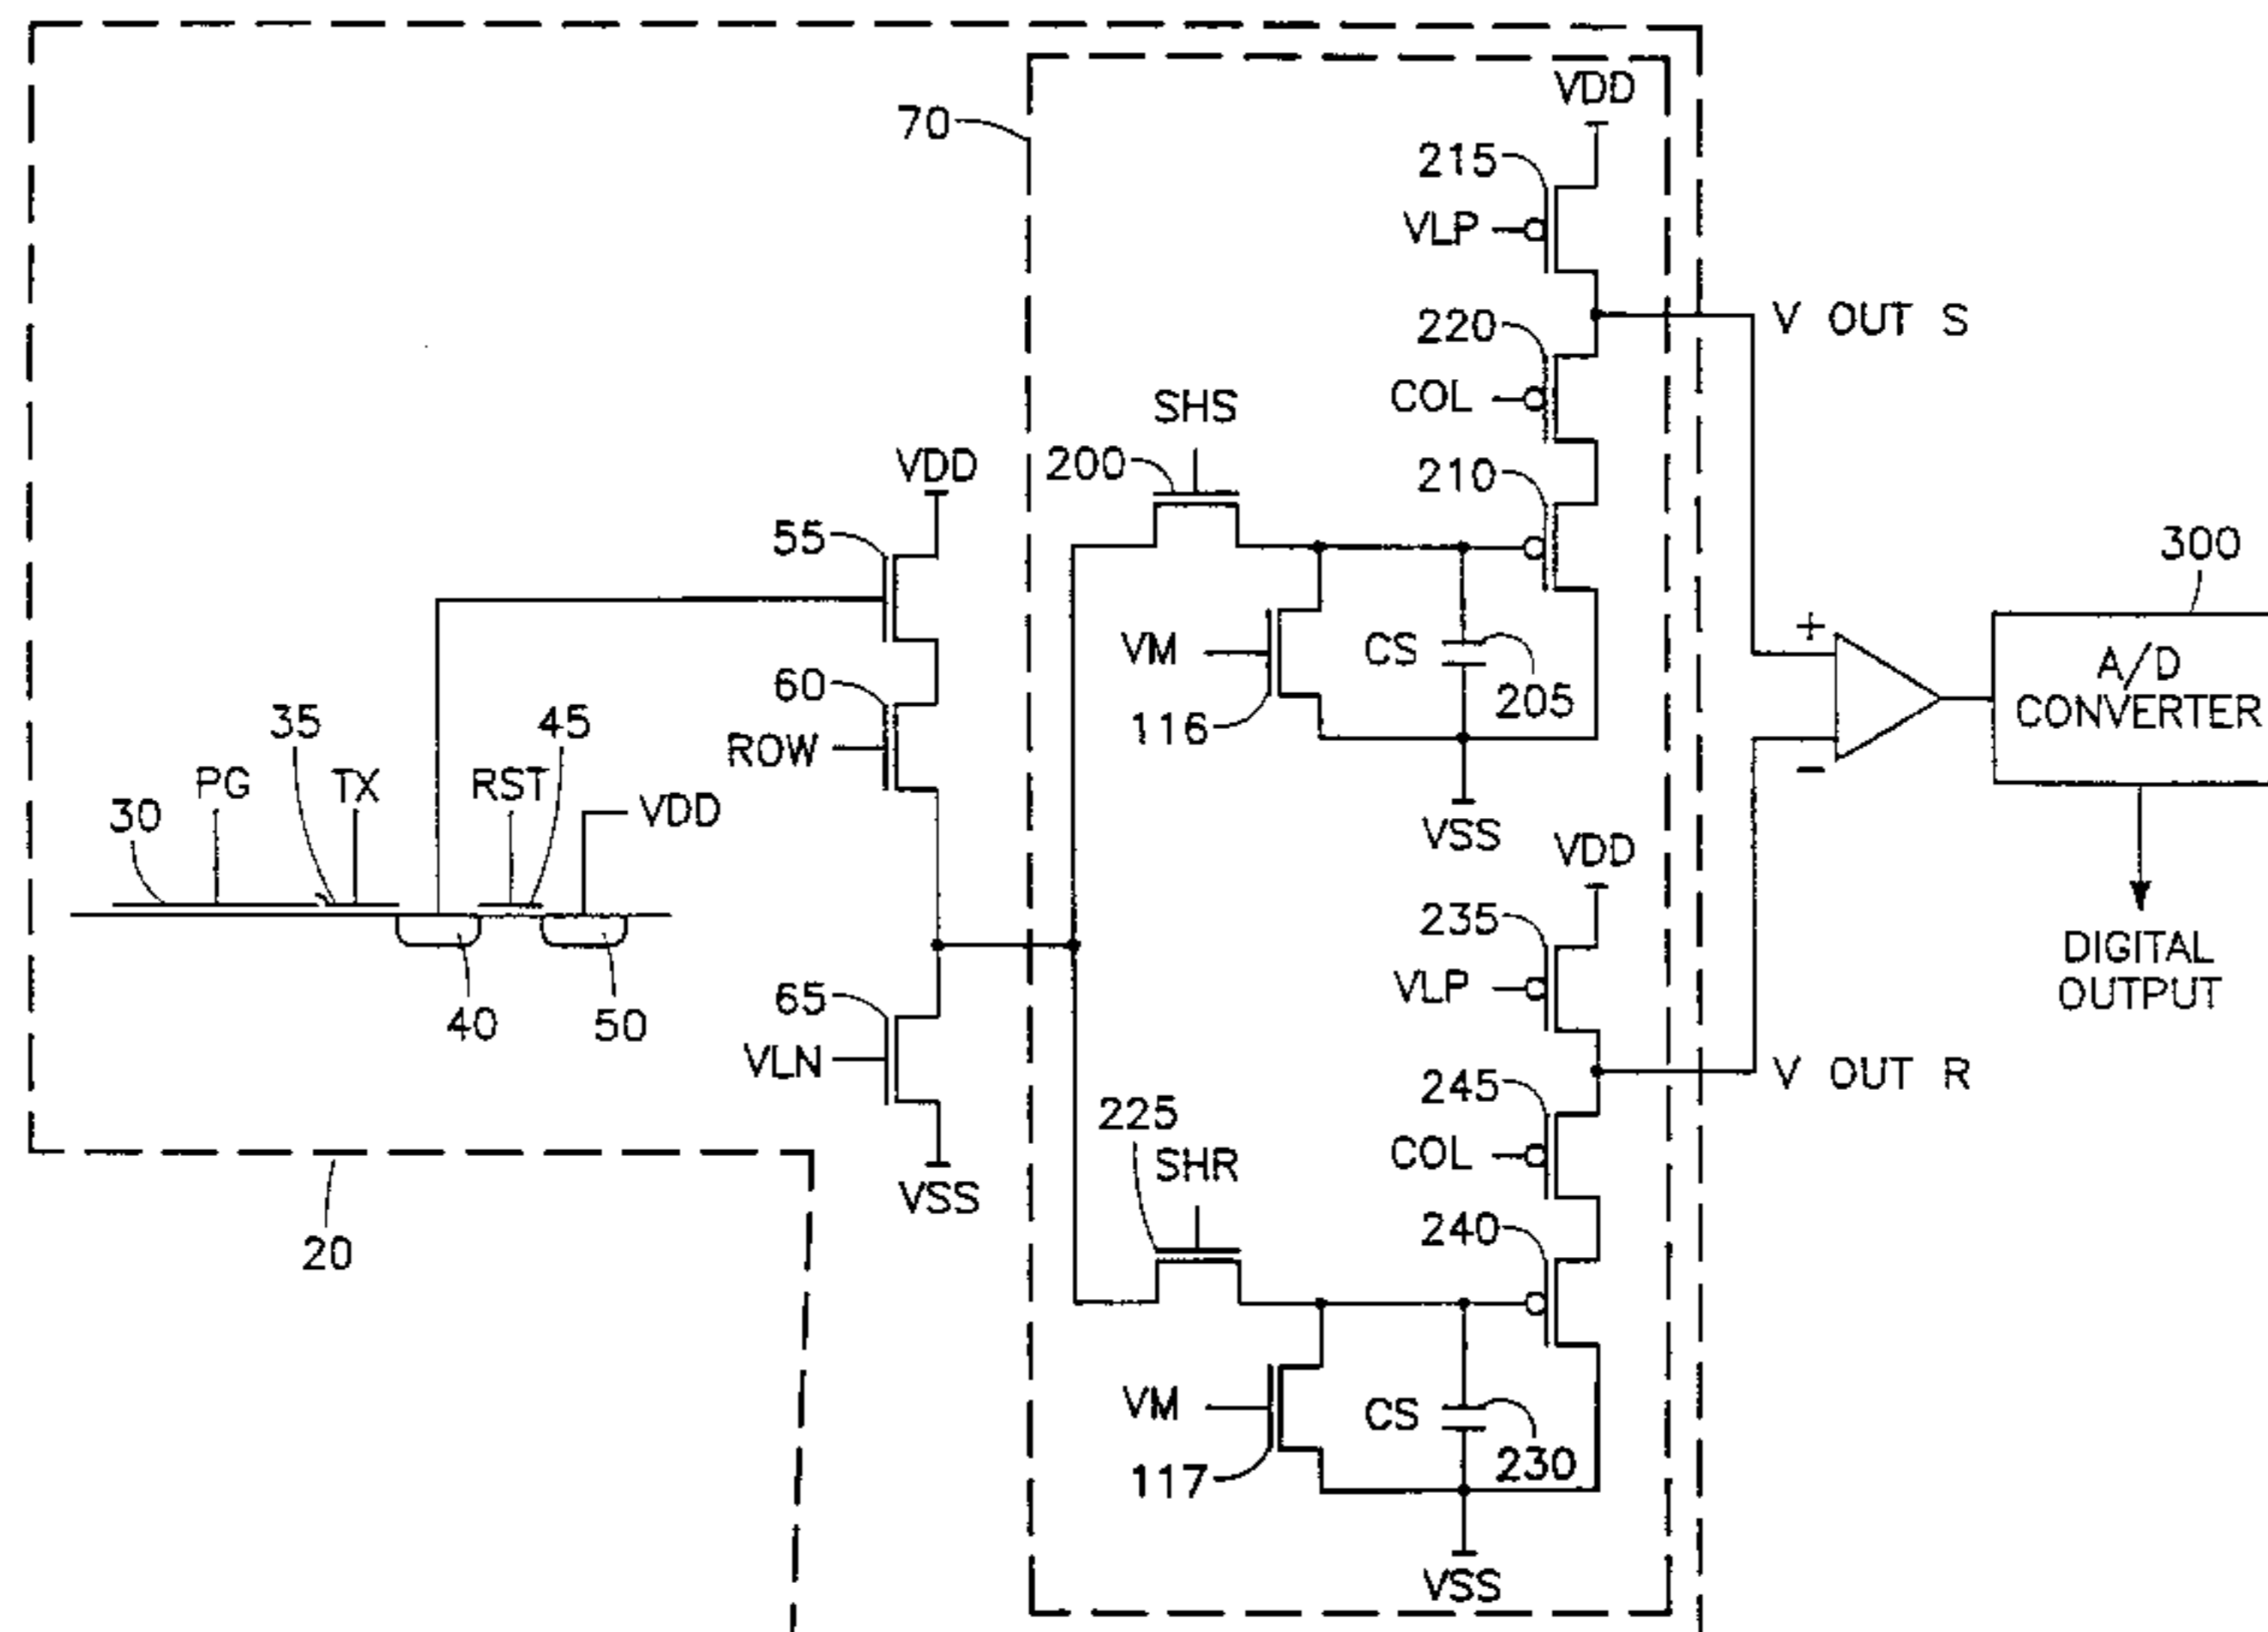 VDD
70
215
VLP
V OUT S
220
COL
SHS
200
210
VDD
55
300
A/D
CONVERTER
+
VM
CS
205
116
60
ROW
35
45
PG
TX
RST
VDD
30
−
VSS
VDD
235
VLP
DIGITAL
OUTPUT
40
50
65
VLN
V OUT R
245
COL
225
SHR
VSS
20
240
VM
CS
230
117
VSS